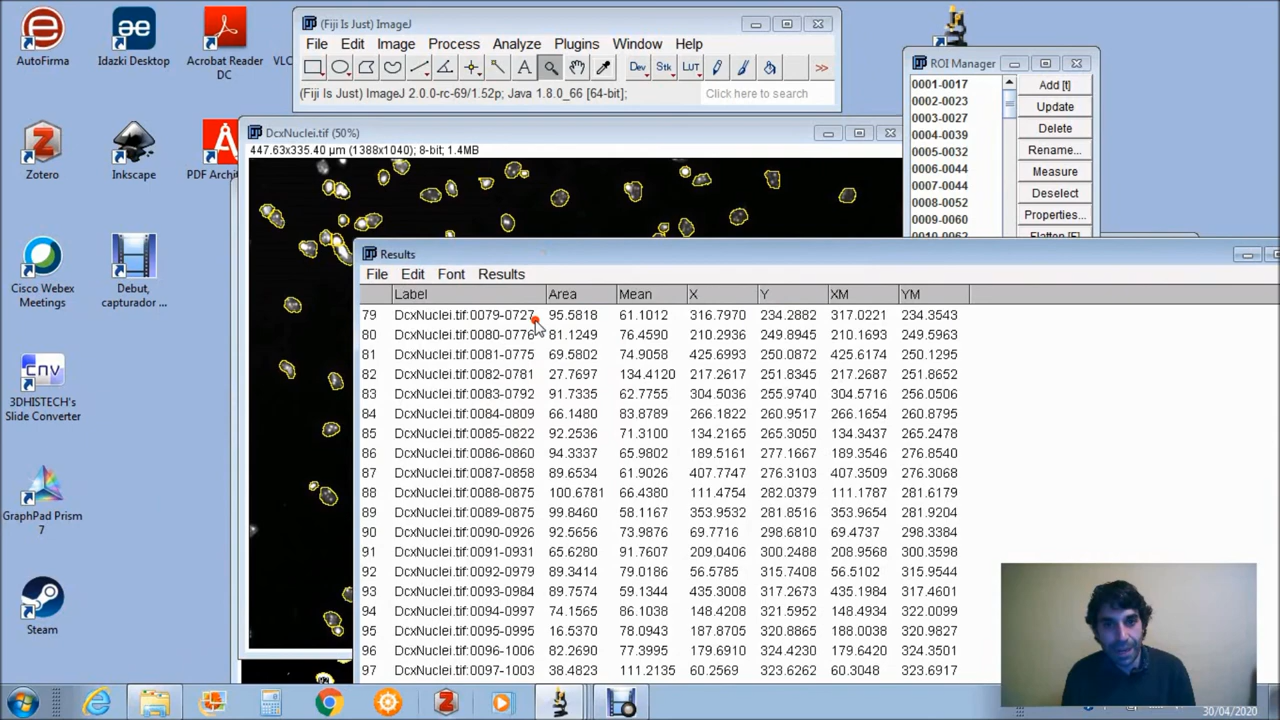 AutoFirma
Idazki Desktop
Acrobat Reader
DC
VLC
Zotero
Inkscape
PDF Archi
Cisco Webex
Meetings
Debut,
capturador ...
3DHISTECH's
Slide Converter
GraphPad Prism
7
Steam
(Fiji Is Just) ImageJ
File Edit Image Process Analyze Plugins Window Help
Dev Stk LUT >>
(Fiji Is Just) ImageJ 2.0.0-rc-69/1.52p; Java 1.8.0_66 [64-bit];
Click here to search
DcxNuclei.tif (50%)
447.63x335.40 µm (1388x1040); 8-bit; 1.4MB
ROI Manager
0001-0017
0002-0023
0003-0027
0004-0039
0005-0032
0006-0044
0007-0044
0008-0052
0009-0060
0010-0062
Add [t]
Update
Delete
Rename...
Measure
Deselect
Properties...
Flatten [F]
Results
File Edit Font Results
Label Area Mean X Y XM YM
79 DcxNuclei.tif:0079-0727 95.5818 61.1012 316.7970 234.2882 317.0221 234.3543
80 DcxNuclei.tif:0080-0776 81.1249 76.4590 210.2936 249.8945 210.1693 249.5963
81 DcxNuclei.tif:0081-0775 69.5802 74.9058 425.6993 250.0872 425.6174 250.1295
82 DcxNuclei.tif:0082-0781 27.7697 134.4120 217.2617 251.8345 217.2687 251.8652
83 DcxNuclei.tif:0083-0792 91.7335 62.7755 304.5036 255.9740 304.5716 256.0506
84 DcxNuclei.tif:0084-0809 66.1480 83.8789 266.1822 260.9517 266.1654 260.8795
85 DcxNuclei.tif:0085-0822 92.2536 71.3100 134.2165 265.3050 134.3437 265.2478
86 DcxNuclei.tif:0086-0860 94.3337 65.9802 189.5161 277.1667 189.3546 276.8540
87 DcxNuclei.tif:0087-0858 89.6534 61.9026 407.7747 276.3103 407.3509 276.3068
88 DcxNuclei.tif:0088-0875 100.6781 66.4380 111.4754 282.0379 111.1787 281.6179
89 DcxNuclei.tif:0089-0875 99.8460 58.1167 353.9532 281.8516 353.9654 281.9204
90 DcxNuclei.tif:0090-0926 92.5656 73.9876 69.7716 298.6810 69.4737 298.3384
91 DcxNuclei.tif:0091-0931 65.6280 91.7607 209.0406 300.2488 208.9568 300.3598
92 DcxNuclei.tif:0092-0979 89.3414 79.0186 56.5785 315.7408 56.5102 315.9544
93 DcxNuclei.tif:0093-0984 89.7574 59.1344 435.3008 317.2673 435.1984 317.4601
94 DcxNuclei.tif:0094-0997 74.1565 86.1038 148.4201 321.5952 148.4934 322.0099
95 DcxNuclei.tif:0095-0995 16.5370 78.0943 187.8705 320.8865 188.0038 320.9827
96 DcxNuclei.tif:0096-1006 82.2690 77.3995 179.6910 324.4230 179.6420 324.3501
97 DcxNuclei.tif:0097-1003 38.4823 111.2135 60.2569 323.6262 60.3048 323.6917
30/04/2020